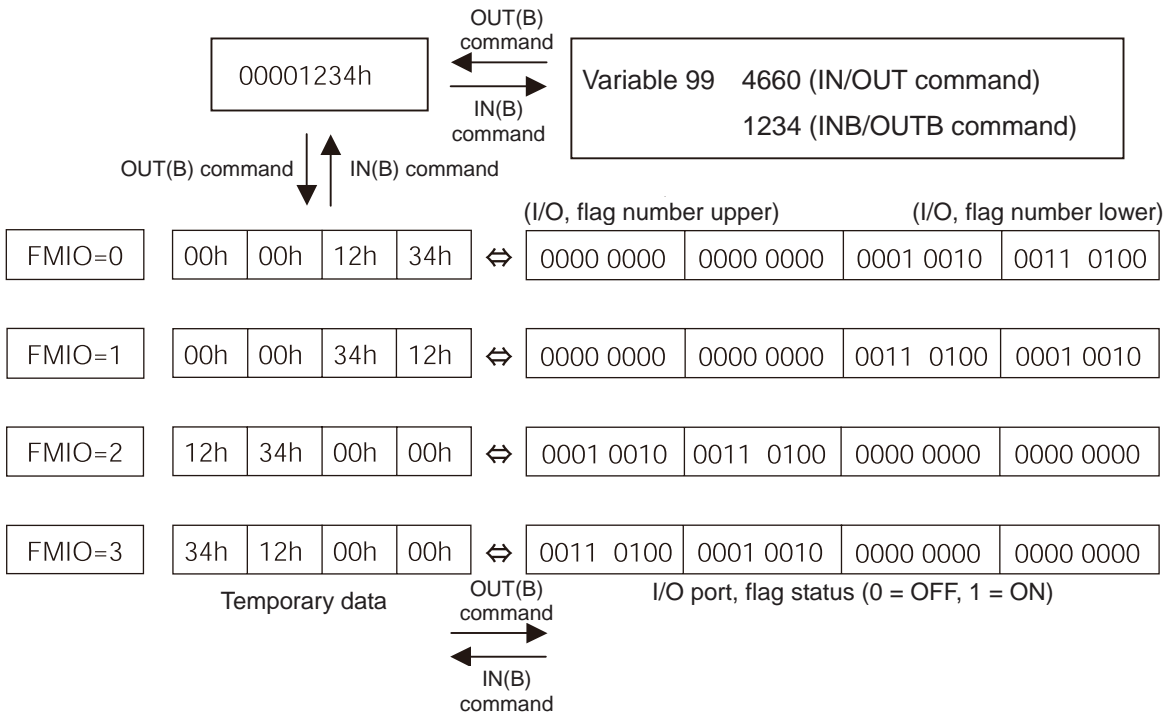 OUT(B)
command
00001234h
Variable 99 4660 (IN/OUT command)
1234 (INB/OUTB command)
IN(B)
command
OUT(B) command IN(B) command
(I/O, flag number upper) (I/O, flag number lower)
FMIO=0 00h 00h 12h 34h ⇔ 0000 0000 0000 0000 0001 0010 0011 0100
FMIO=1 00h 00h 34h 12h ⇔ 0000 0000 0000 0000 0011 0100 0001 0010
FMIO=2 12h 34h 00h 00h ⇔ 0001 0010 0011 0100 0000 0000 0000 0000
FMIO=3 34h 12h 00h 00h ⇔ 0011 0100 0001 0010 0000 0000 0000 0000
Temporary data
OUT(B)
command
I/O port, flag status (0 = OFF, 1 = ON)
IN(B)
command